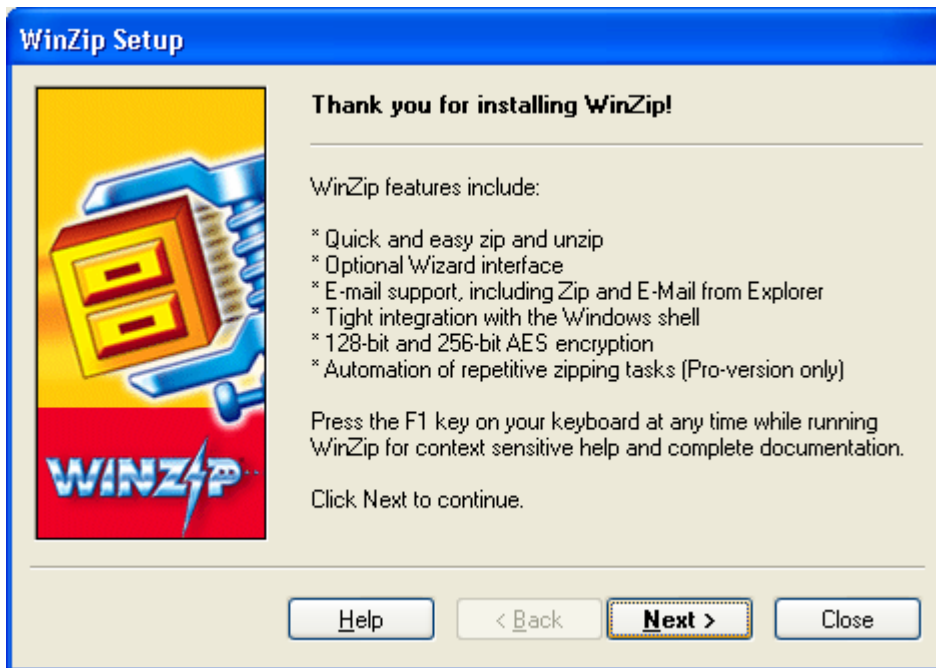 WinZip Setup
Thank you for installing WinZip!
WinZip features include:
* Quick and easy zip and unzip
* Optional Wizard interface
* E-mail support, including Zip and E-Mail from Explorer
* Tight integration with the Windows shell
* 128-bit and 256-bit AES encryption
* Automation of repetitive zipping tasks (Pro-version only)
Press the F1 key on your keyboard at any time while running
WinZip for context sensitive help and complete documentation.
WINZIP
Click Next to continue.
Help < Back Next > Close